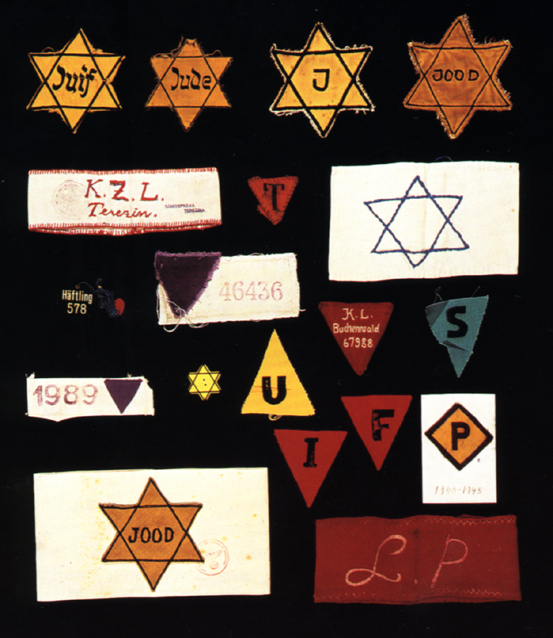 Juif
Jude
J
JOOD
K.Z.L.
Terezin.
T
Häftling
578
46436
K.L.
Buchenwald
67988
S
1989
U
I
F
P
JOOD
L.P